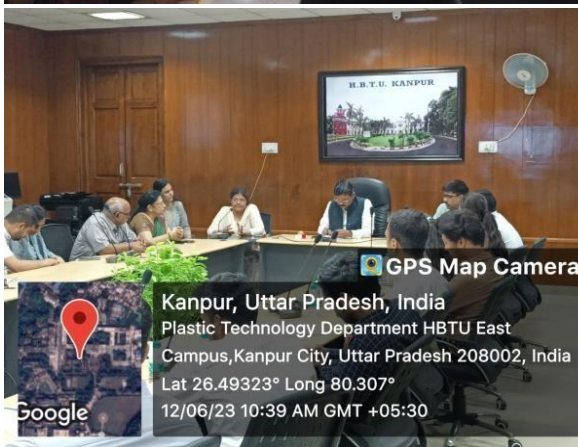 H.B.T.U. KANPUR
GPS Map Camera
Kanpur, Uttar Pradesh, India
Plastic Technology Department HBTU East
Campus,Kanpur City, Uttar Pradesh 208002, India
Lat 26.49323° Long 80.307°
12/06/23 10:39 AM GMT +05:30
Google